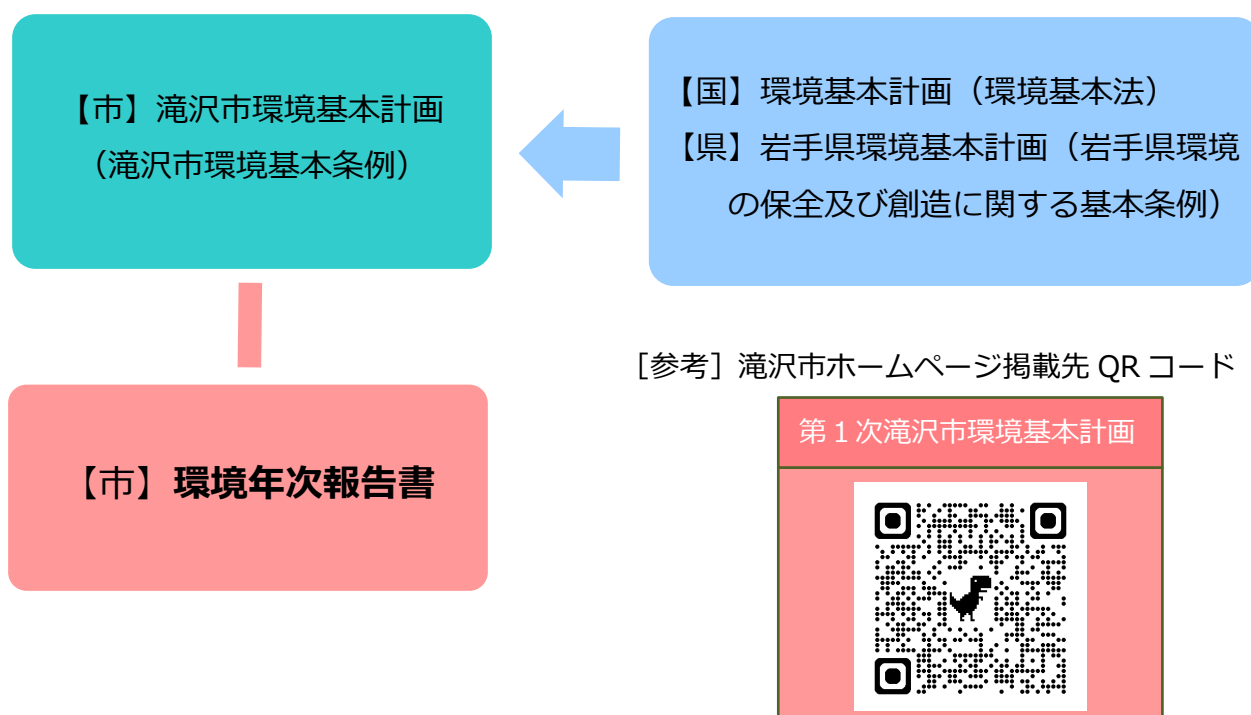 【市】滝沢市環境基本計画
（滝沢市環境基本条例）
【国】環境基本計画（環境基本法）
【県】岩手県環境基本計画（岩手県環境
の保全及び創造に関する基本条例）
【市】環境年次報告書
［参考］滝沢市ホームページ掲載先 QR コード
第１次滝沢市環境基本計画